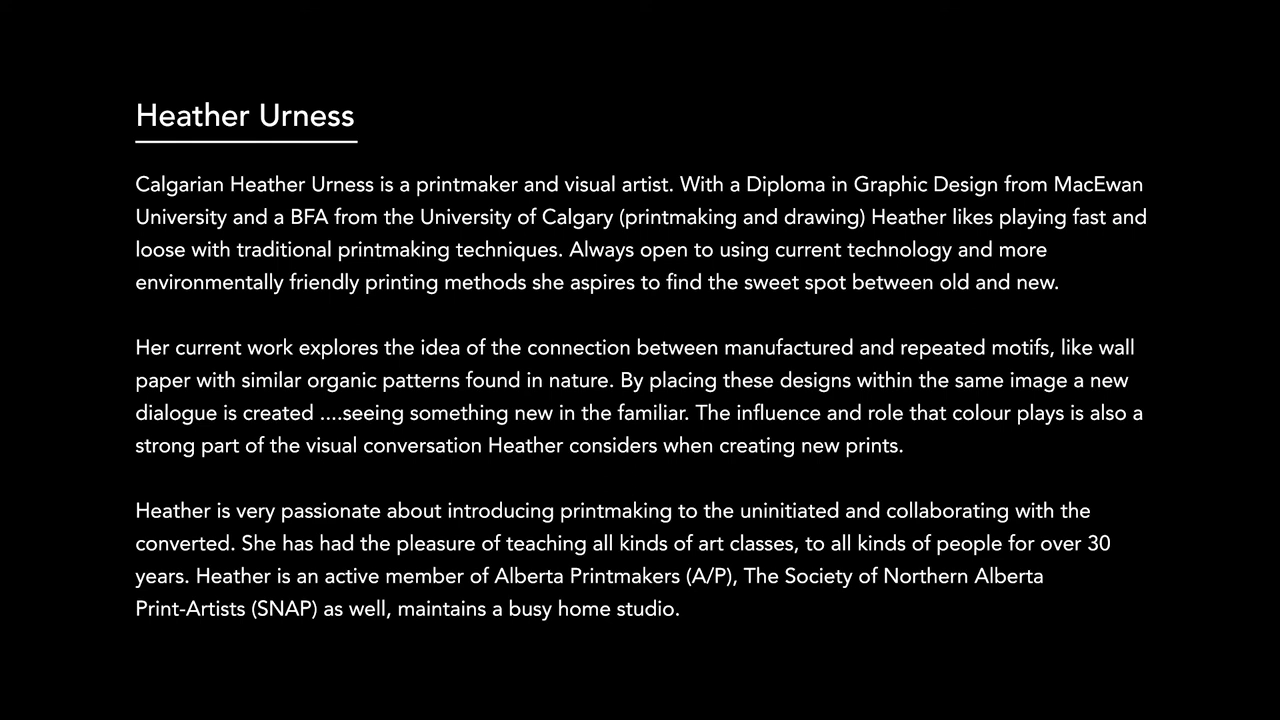 Heather Urness
Calgarian Heather Urness is a printmaker and visual artist. With a Diploma in Graphic Design from MacEwan
University and a BFA from the University of Calgary (printmaking and drawing) Heather likes playing fast and
loose with traditional printmaking techniques. Always open to using current technology and more
environmentally friendly printing methods she aspires to find the sweet spot between old and new.
Her current work explores the idea of the connection between manufactured and repeated motifs, like wall
paper with similar organic patterns found in nature. By placing these designs within the same image a new
dialogue is created ....seeing something new in the familiar. The influence and role that colour plays is also a
strong part of the visual conversation Heather considers when creating new prints.
Heather is very passionate about introducing printmaking to the uninitiated and collaborating with the
converted. She has had the pleasure of teaching all kinds of art classes, to all kinds of people for over 30
years. Heather is an active member of Alberta Printmakers (A/P), The Society of Northern Alberta
Print-Artists (SNAP) as well, maintains a busy home studio.